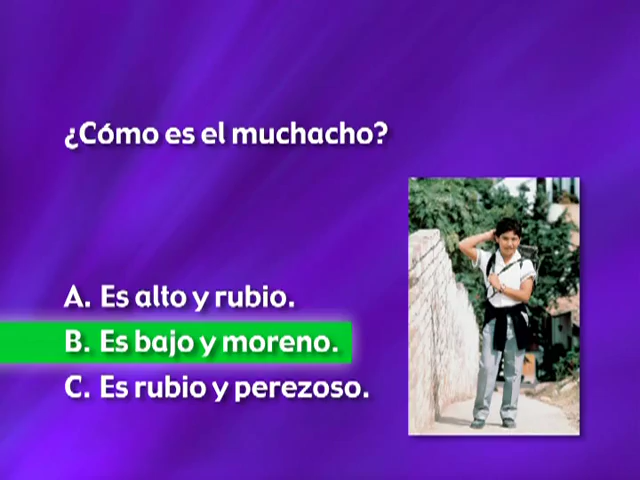 ¿Cómo es el muchacho?
A. Es alto y rubio.
B. Es bajo y moreno.
C. Es rubio y perezoso.